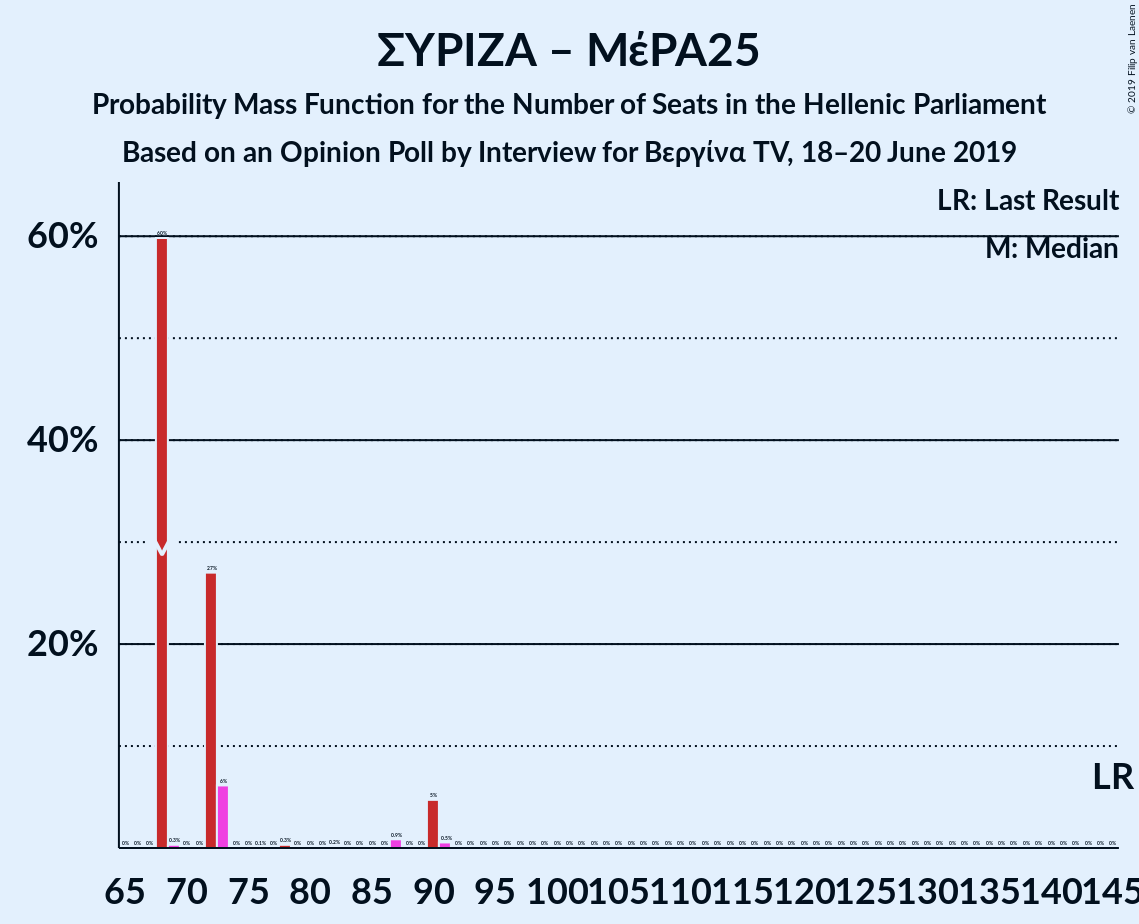 ΣΥΡΙΖΑ – ΜέΡΑ25
Probability Mass Function for the Number of Seats in the Hellenic Parliament
Based on an Opinion Poll by Interview for Βεργίνα TV, 18–20 June 2019
© 2019 Filip van Laenen
LR: Last Result
M: Median
60%
40%
20%
60%
0.3%
27%
6%
0.1%
0.3%
0.2%
0.9%
5%
0.5%
LR
65 70 75 80 85 90 95 100 105 110 115 120 125 130 135 140 145